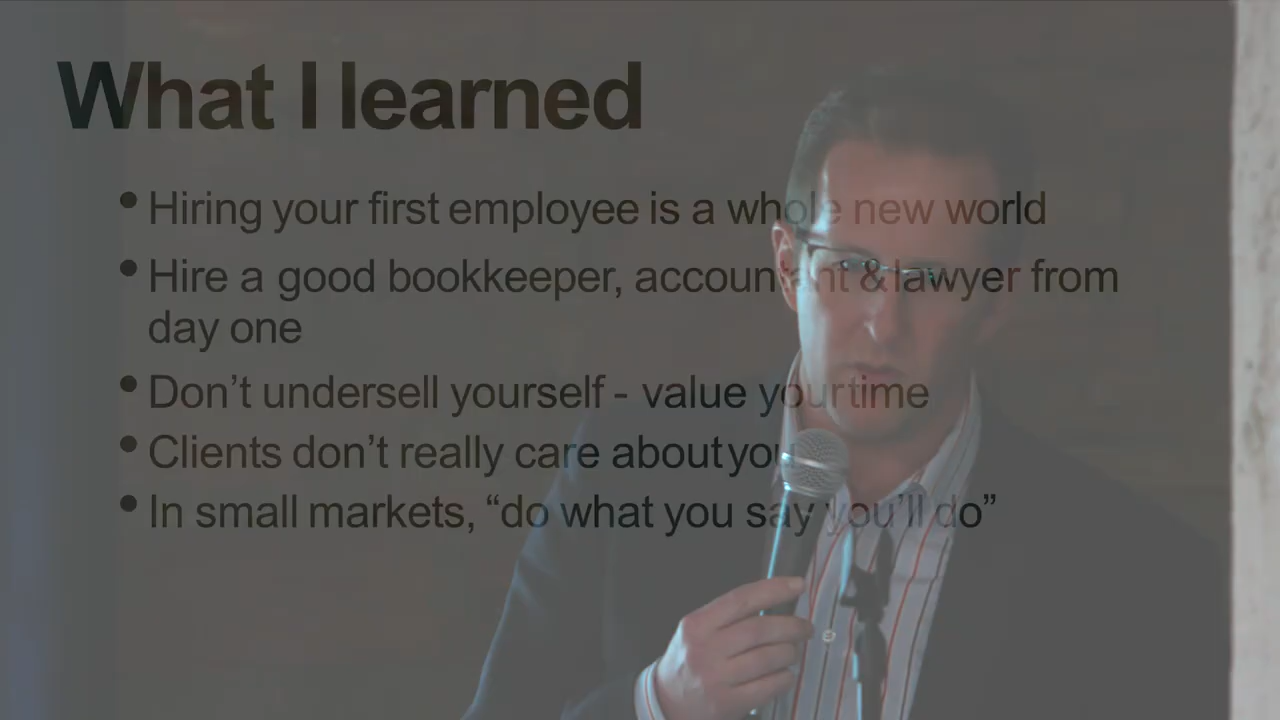 What I learned
• Hiring your first employee is a whole new world
• Hire a good bookkeeper, accountant & lawyer from
day one
• Don’t undersell yourself - value your time
• Clients don’t really care about you
• In small markets, “do what you say you’ll do”